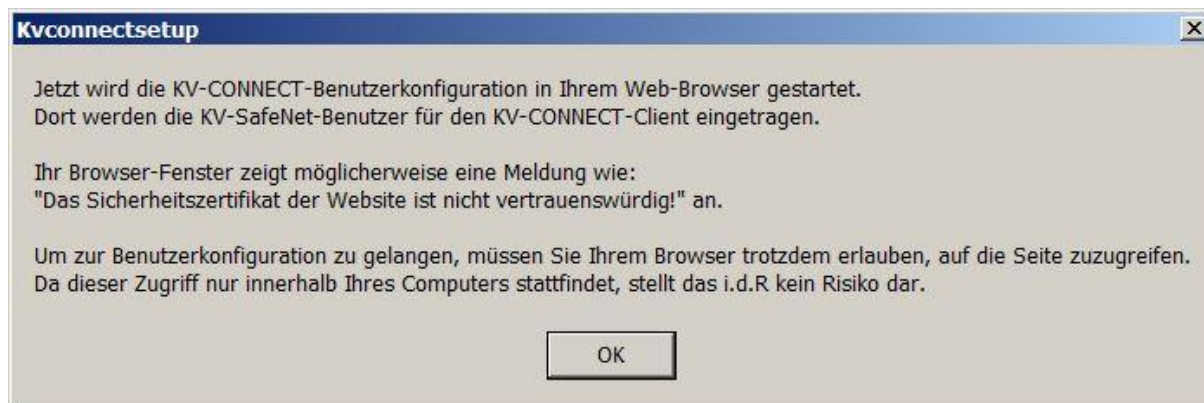 Kvconnectsetup
Jetzt wird die KV-CONNECT-Benutzerkonfiguration in Ihrem Web-Browser gestartet.
Dort werden die KV-SafeNet-Benutzer für den KV-CONNECT-Client eingetragen.
Ihr Browser-Fenster zeigt möglicherweise eine Meldung wie:
"Das Sicherheitszertifikat der Website ist nicht vertrauenswürdig!" an.
Um zur Benutzerkonfiguration zu gelangen, müssen Sie Ihrem Browser trotzdem erlauben, auf die Seite zuzugreifen.
Da dieser Zugriff nur innerhalb Ihres Computers stattfindet, stellt das i.d.R kein Risiko dar.
OK